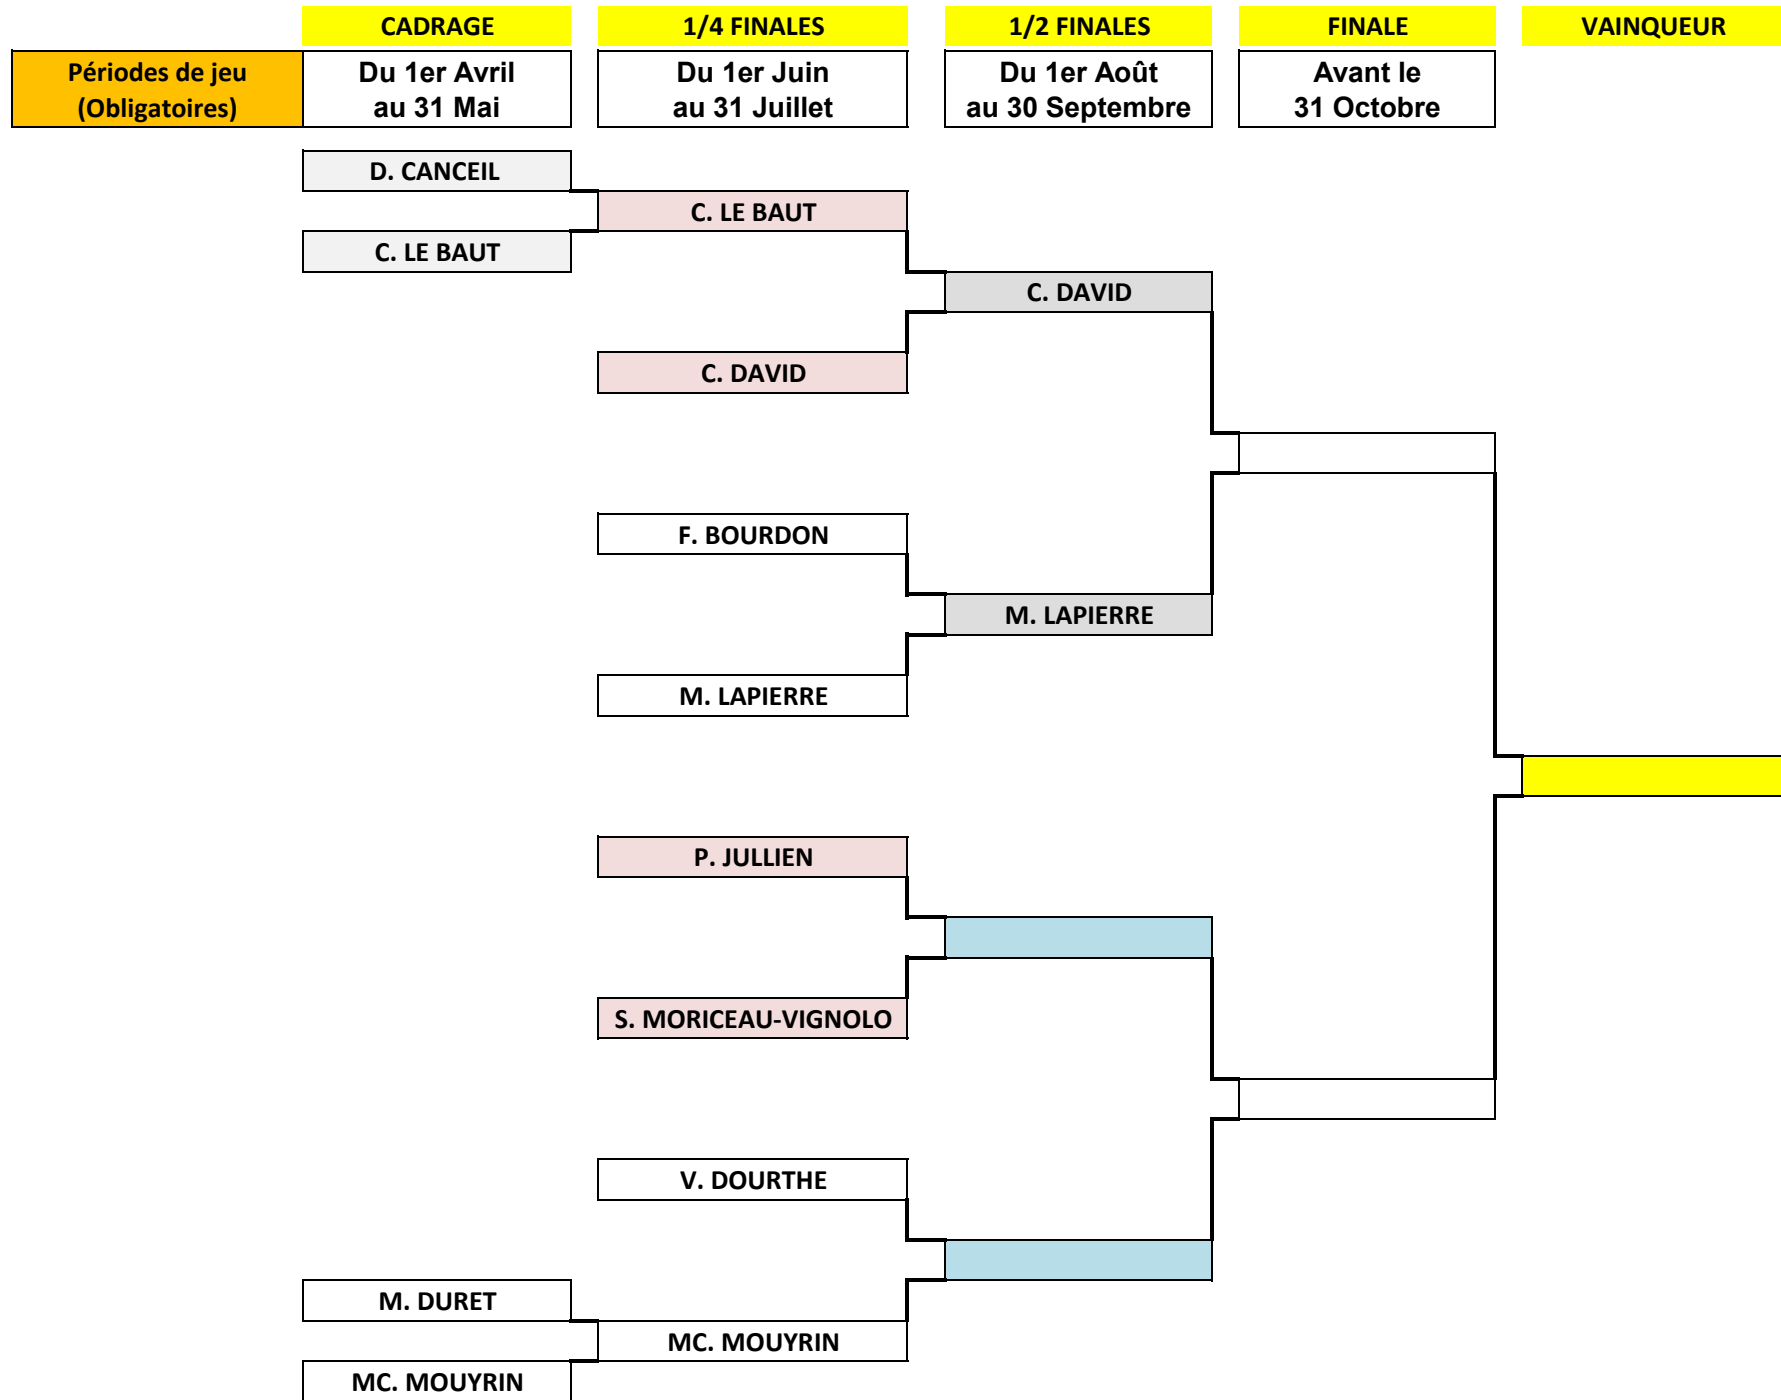 CADRAGE
1/4 FINALES
1/2 FINALES
FINALE
VAINQUEUR
Périodes de jeu
(Obligatoires)
Du 1er Avril
au 31 Mai
Du 1er Juin
au 31 Juillet
Du 1er Août
au 30 Septembre
Avant le
31 Octobre
D. CANCEIL
C. LE BAUT
C. LE BAUT
C. DAVID
C. DAVID
F. BOURDON
M. LAPIERRE
M. LAPIERRE
P. JULLIEN
S. MORICEAU-VIGNOLO
V. DOURTHE
M. DURET
MC. MOUYRIN
MC. MOUYRIN